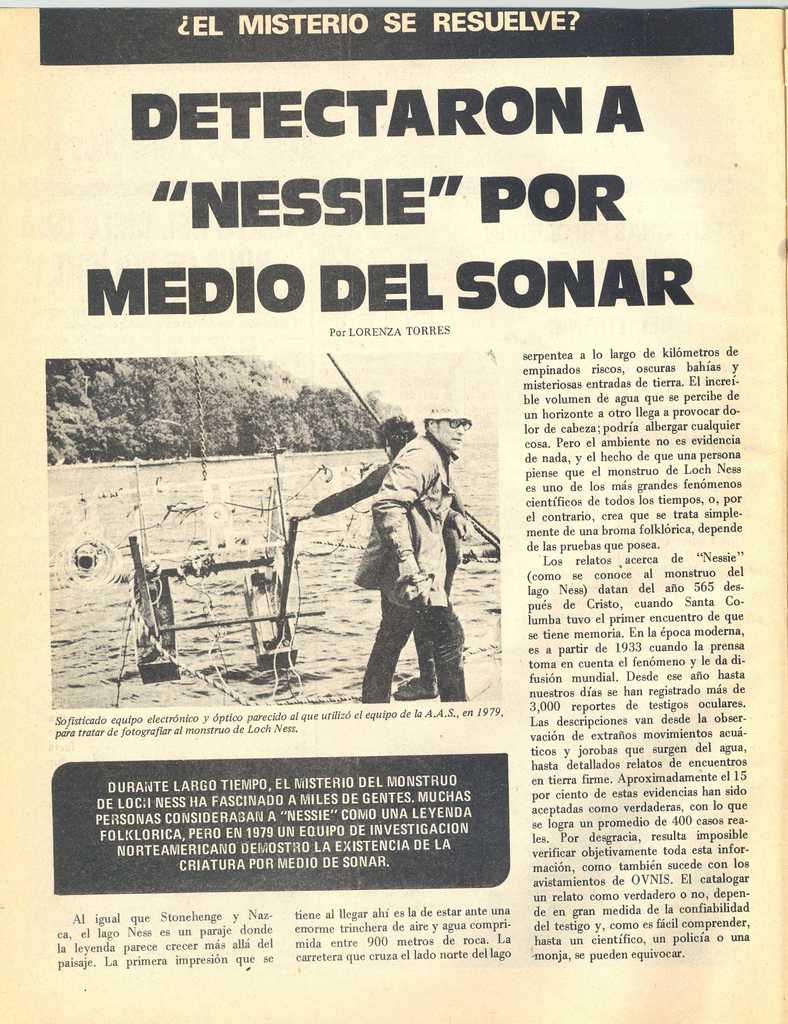 ¿EL MISTERIO SE RESUELVE?
DETECTARON A
“NESSIE” POR
MEDIO DEL SONAR
Por LORENZA TORRES
Sofisticado equipo electrónico y óptico parecido al que utilizó el equipo de la A.A.S., en 1979,
para tratar de fotografiar al monstruo de Loch Ness.
DURANTE LARGO TIEMPO, EL MISTERIO DEL MONSTRUO
DE LOCH NESS HA FASCINADO A MILES DE GENTES. MUCHAS
PERSONAS CONSIDERABAN A “NESSIE” COMO UNA LEYENDA
FOLKLORICA, PERO EN 1979 UN EQUIPO DE INVESTIGACION
NORTEAMERICANO DEMOSTRO LA EXISTENCIA DE LA
CRIATURA POR MEDIO DE SONAR.
Al igual que Stonehenge y Naz-
ca, el lago Ness es un paraje donde
la leyenda parece crecer más allá del
paisaje. La primera impresión que se
tiene al llegar ahí es la de estar ante una
enorme trinchera de aire y agua compri-
mida entre 900 metros de roca. La
carretera que cruza el lado norte del lago
serpentea a lo largo de kilómetros de
empinados riscos, oscuras bahías y
misteriosas entradas de tierra. El increí-
ble volumen de agua que se percibe de
un horizonte a otro llega a provocar do-
lor de cabeza; podría albergar cualquier
cosa. Pero el ambiente no es evidencia
de nada, y el hecho de que una persona
piense que el monstruo de Loch Ness
es uno de los más grandes fenómenos
científicos de todos los tiempos, o, por
el contrario, crea que se trata simple-
mente de una broma folklórica, depende
de las pruebas que posea.
Los relatos acerca de “Nessie”
(como se conoce al monstruo del
lago Ness) datan del año 565 des-
pués de Cristo, cuando Santa Co-
lumba tuvo el primer encuentro de que
se tiene memoria. En la época moderna,
es a partir de 1933 cuando la prensa
toma en cuenta el fenómeno y le da di-
fusión mundial. Desde ese año hasta
nuestros días se han registrado más de
3,000 reportes de testigos oculares.
Las descripciones van desde la obser-
vación de extraños movimientos acuá-
ticos y jorobas que surgen del agua,
hasta detallados relatos de encuentros
en tierra firme. Aproximadamente el 15
por ciento de estas evidencias han sido
aceptadas como verdaderas, con lo que
se logra un promedio de 400 casos rea-
les. Por desgracia, resulta imposible
verificar objetivamente toda esta infor-
mación, como también sucede con los
avistamientos de OVNIS. El catalogar
un relato como verdadero o no, depen-
de en gran medida de la confiabilidad
del testigo y, como es fácil comprender,
hasta un científico, un policía o una
monja, se pueden equivocar.